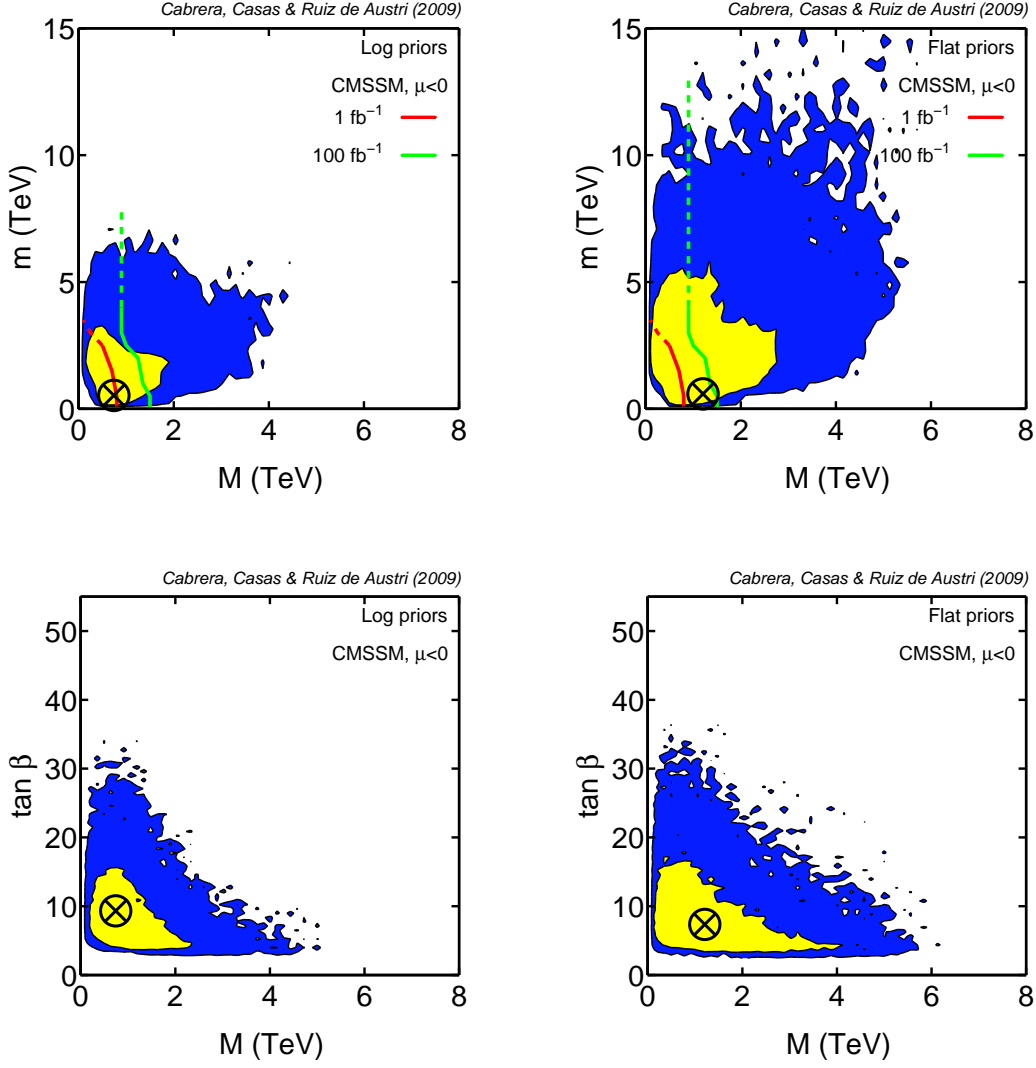 Cabrera, Casas & Ruiz de Austri (2009)
Log priors
CMSSM, μ<0
1 fb⁻¹
100 fb⁻¹
15
10
5
0
m (TeV)
0 2 4 6 8
M (TeV)
Cabrera, Casas & Ruiz de Austri (2009)
Flat priors
CMSSM, μ<0
1 fb⁻¹
100 fb⁻¹
15
10
5
0
m (TeV)
0 2 4 6 8
M (TeV)
Cabrera, Casas & Ruiz de Austri (2009)
Log priors
CMSSM, μ<0
50
40
30
20
10
0
tan β
0 2 4 6 8
M (TeV)
Cabrera, Casas & Ruiz de Austri (2009)
Flat priors
CMSSM, μ<0
50
40
30
20
10
0
tan β
0 2 4 6 8
M (TeV)